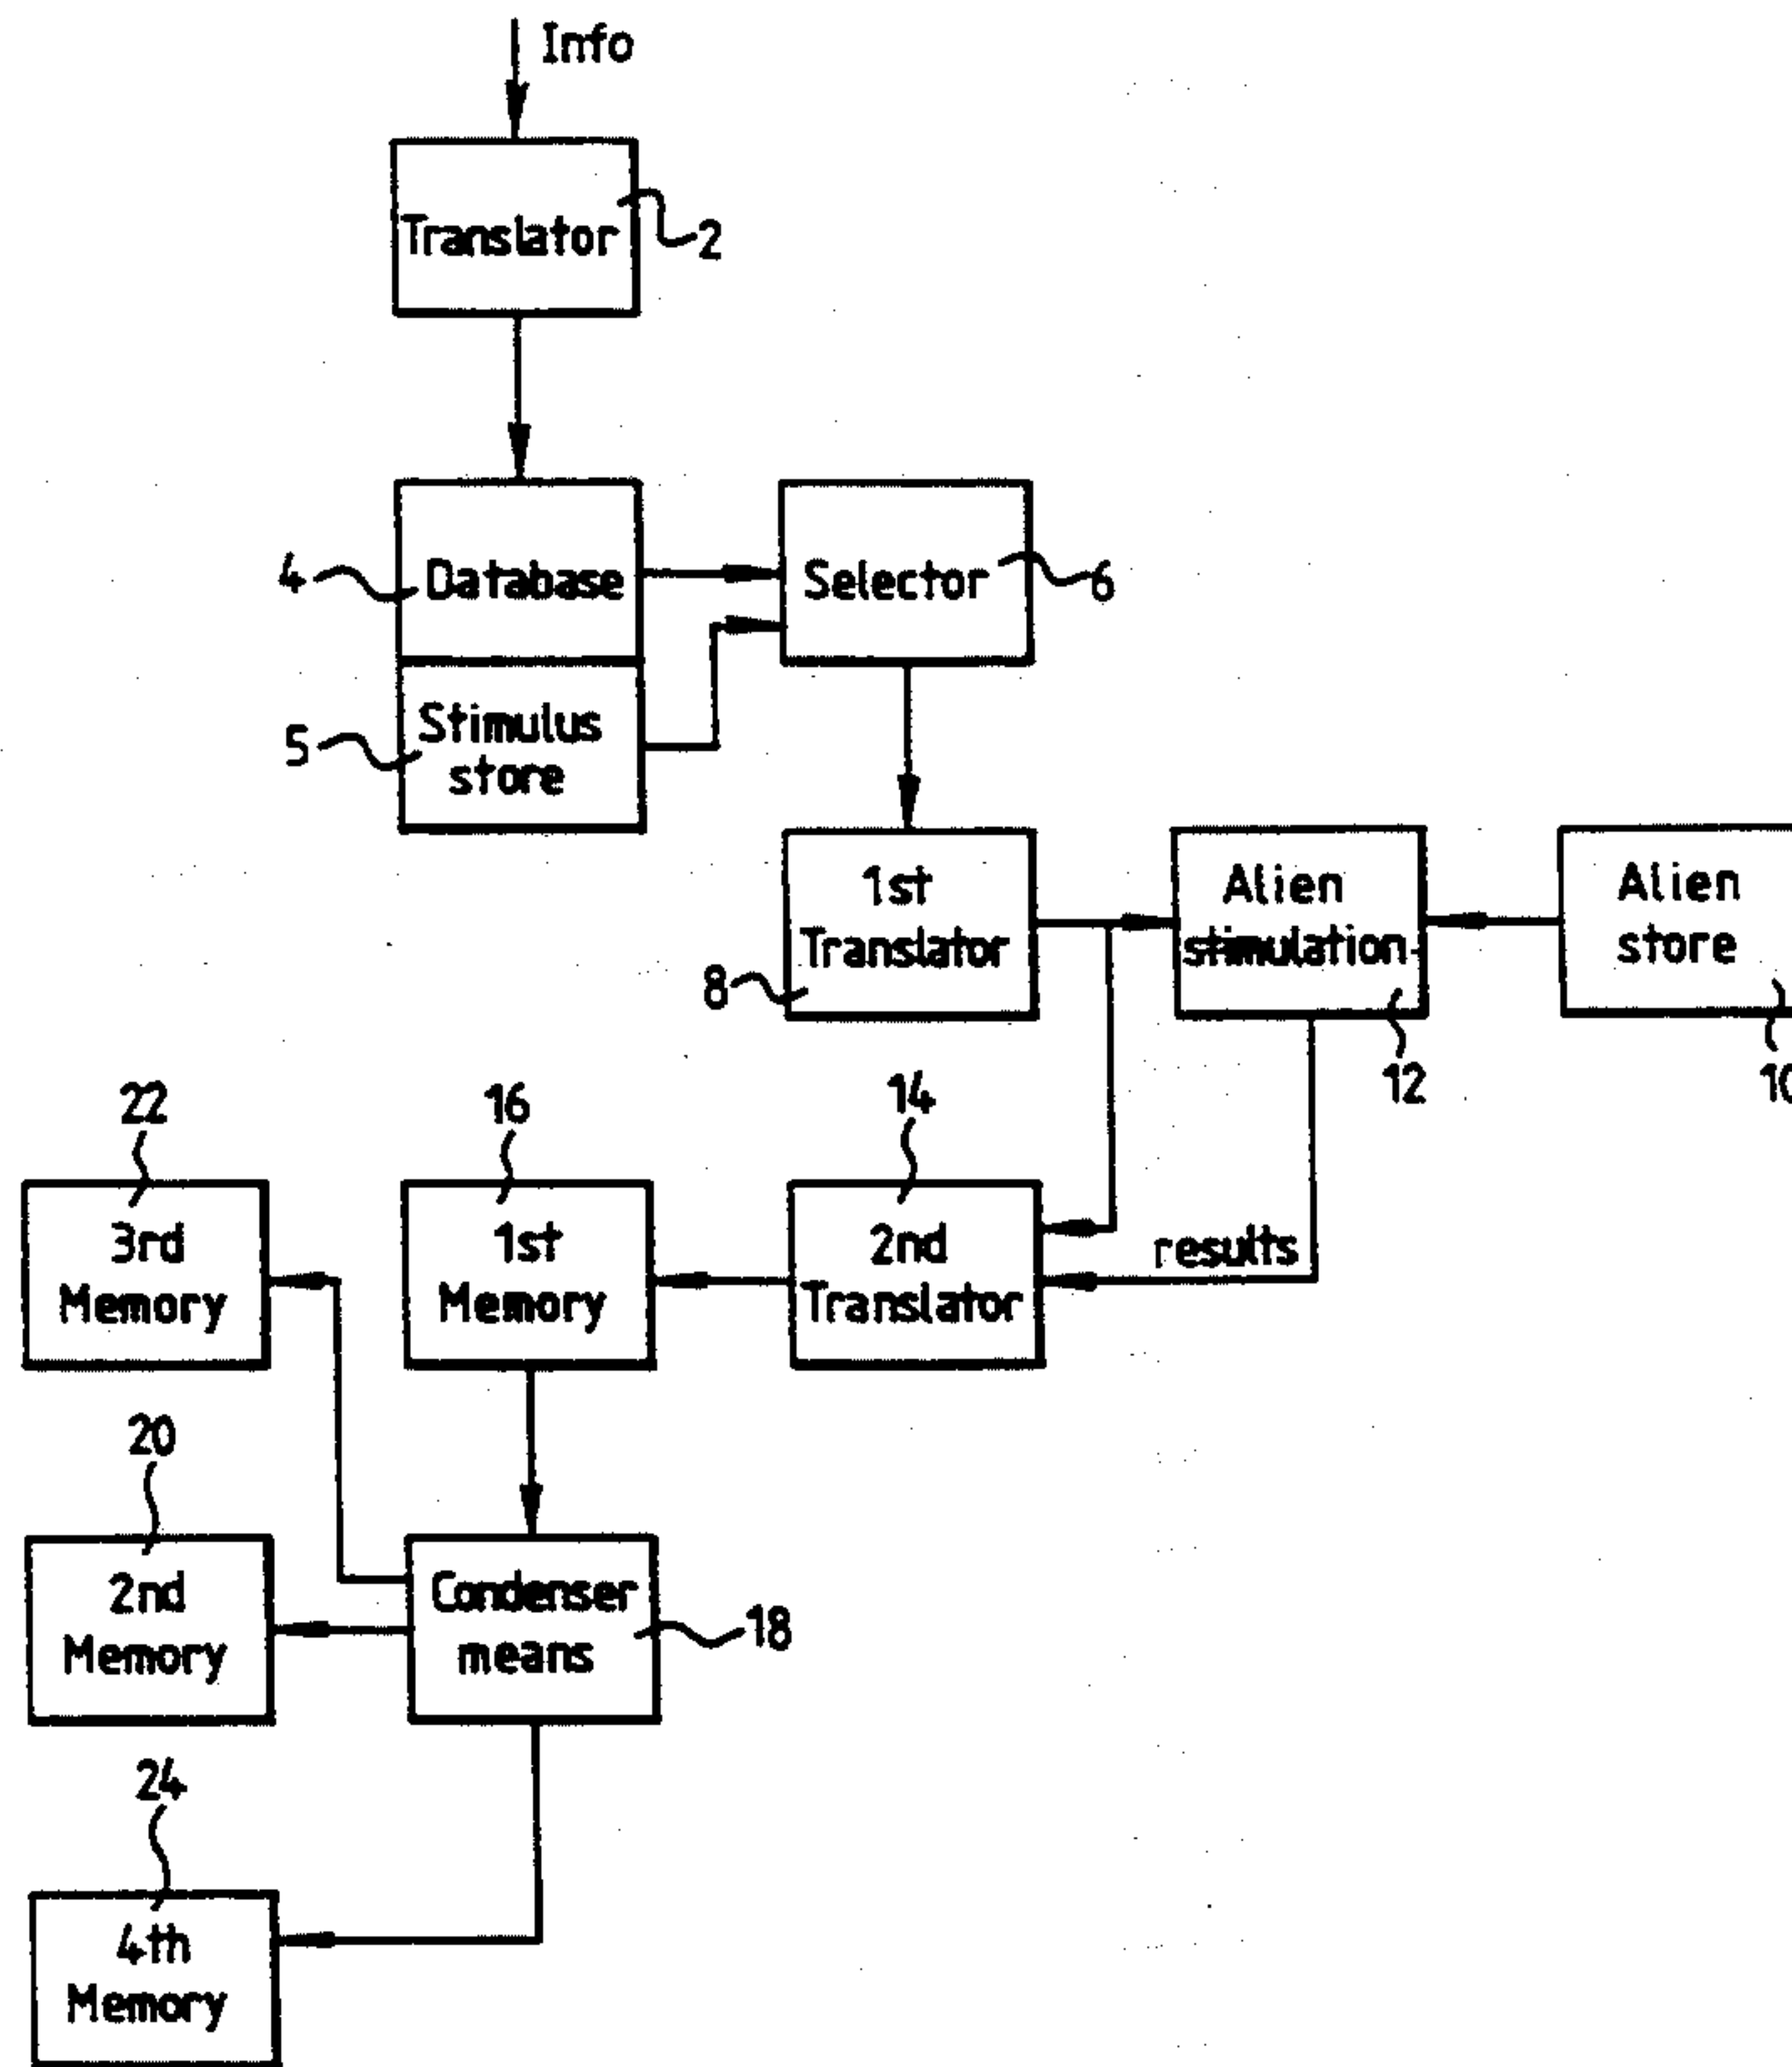 Info
Translator
2
4
Database
Selector
6
5
Stimulus
store
1st
Translator
8
Alien
stimulation
12
Alien
store
10
22
16
14
3rd
Memory
1st
Memory
2nd
Translator
results
20
2nd
Memory
Condenser
means
18
24
4th
Memory